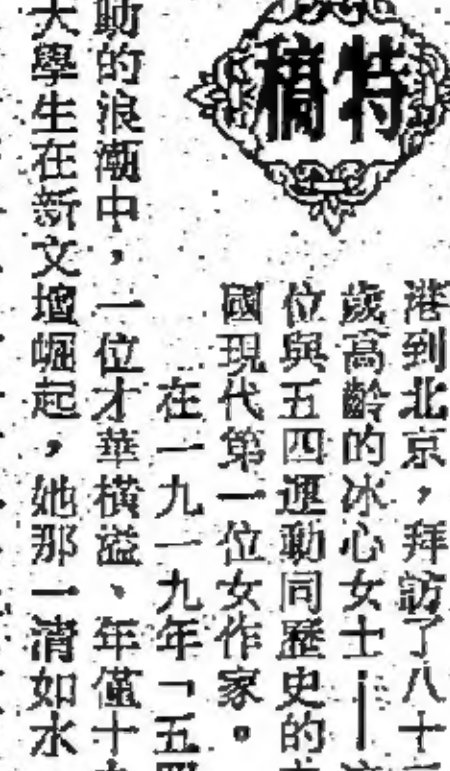 特稿
港到北京，拜訪了八十
歲高齡的冰心女士——
位與五四運動同歷史的
國現代第一位女作家。
在一九一九年「五
動的浪潮中，一位才華橫溢、年僅十
大學生在新文壇崛起，她那一清如水